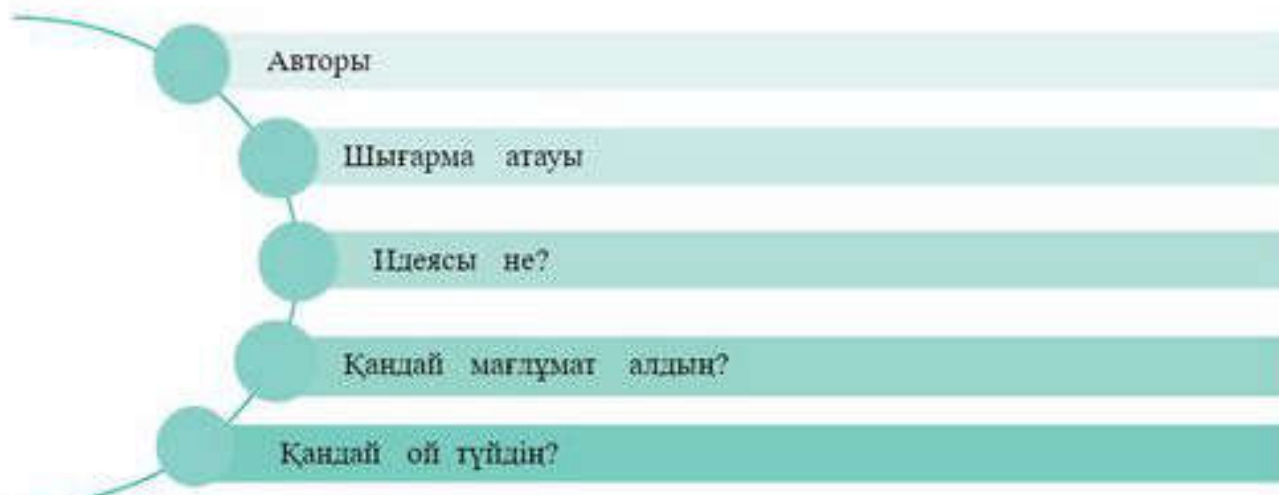 Авторы
Шығарма атауы
Идеясы не?
Қандай мағлұмат алдың?
Қандай ой түйдің?